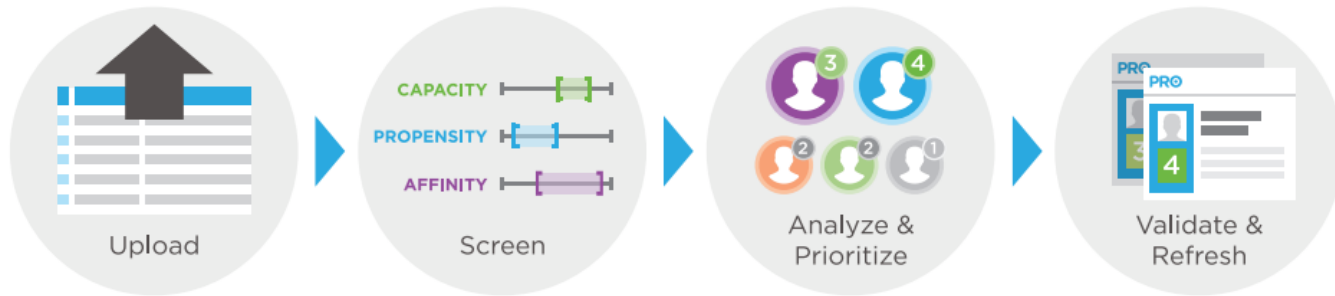 Upload
CAPACITY
PROPENSITY
AFFINITY
Screen
3
4
2
2
1
Analyze &
Prioritize
PRO
PRO
3
4
Validate &
Refresh